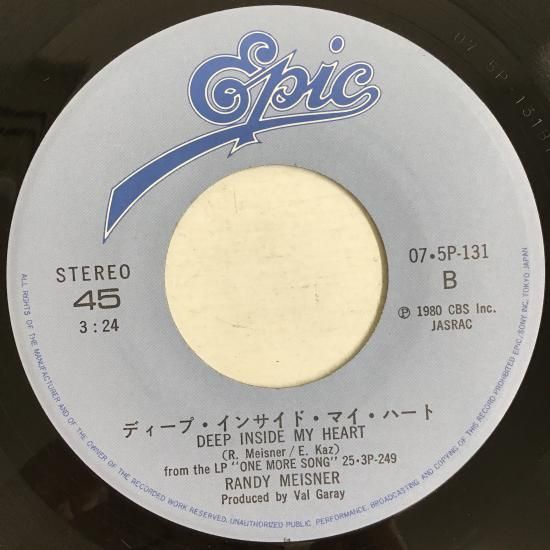 Epic
07 5P-131B1
STEREO
45
3:24
07・5P-131
B
Ⓟ 1980 CBS Inc.
JASRAC
ディープ・インサイド・マイ・ハート
DEEP INSIDE MY HEART
(R. Meisner/E. Kaz)
from the LP "ONE MORE SONG" 25・3P-249
RANDY MEISNER
Produced by Val Garay
ALL RIGHTS OF THE MANUFACTURER AND OF THE OWNER OF THE RECORDED WORK RESERVED. UNAUTHORIZED PUBLIC PERFORMANCE, BROADCASTING AND COPYING OF THIS RECORD PROHIBITED EPIC/SONY INC. TOKYO JAPAN